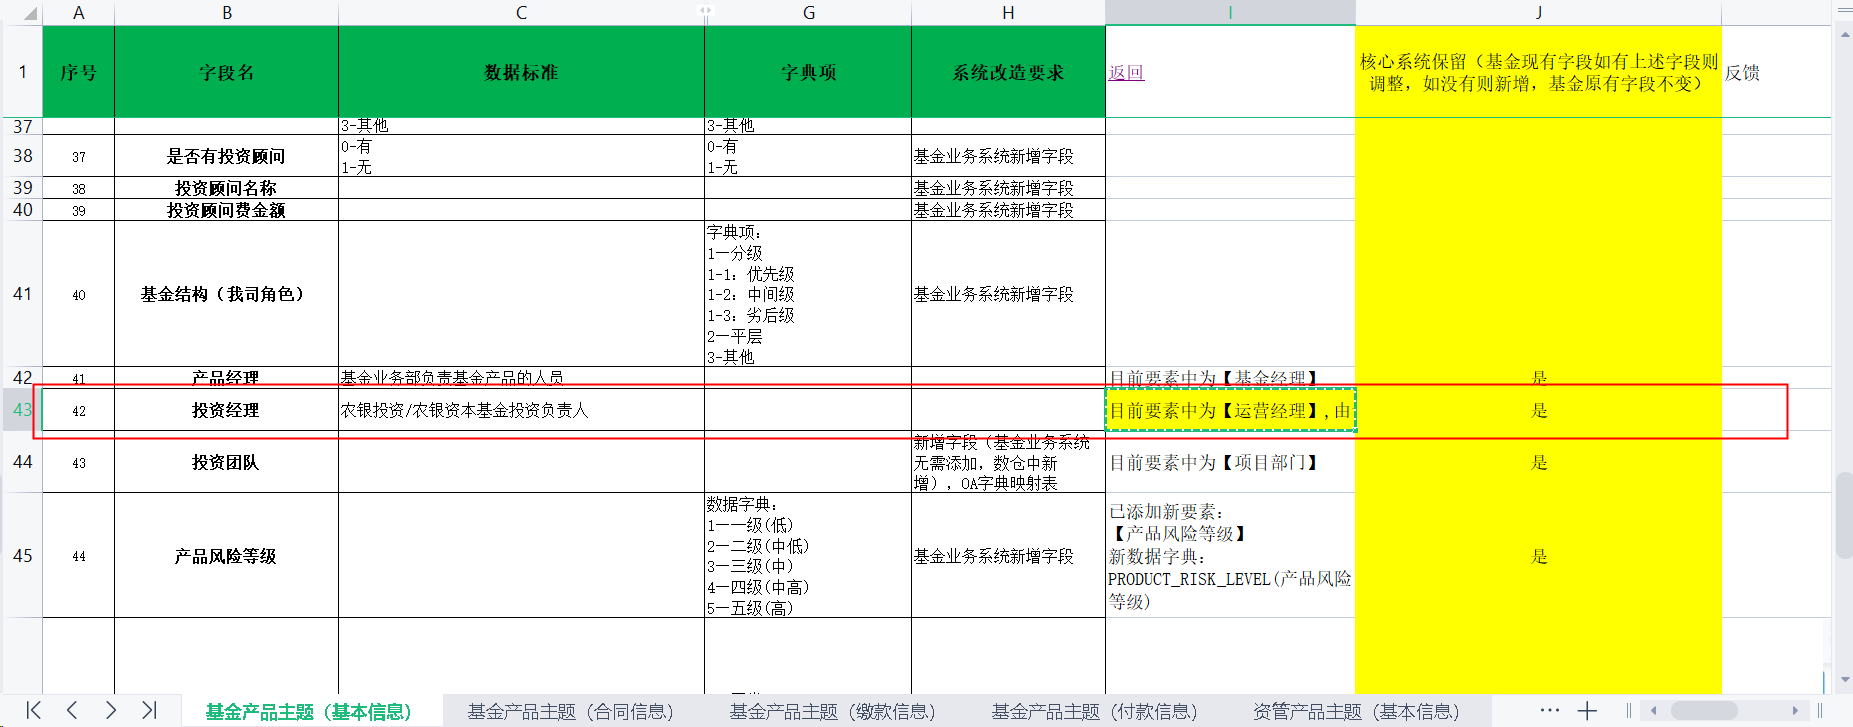 A B C G H I J
1 序号 字段名 数据标准 字典项 系统改造要求 返回 核心系统保留（基金现有字段如有上述字段则
调整，如没有则新增，基金原有字段不变） 反馈
37 3-其他 3-其他
38 37 是否有投资顾问 0-有 0-有 基金业务系统新增字段
1-无 1-无
39 38 投资顾问名称 基金业务系统新增字段
40 39 投资顾问费金额 基金业务系统新增字段
41 40 基金结构（我司角色） 字典项： 基金业务系统新增字段
1—分级
1-1：优先级
1-2：中间级
1-3：劣后级
2—平层
3-其他
42 41 产品经理 基金业务部负责基金产品的人员 目前要素中为【基金经理】 是
43 42 投资经理 农银投资/农银资本基金投资负责人 目前要素中为【运营经理】,由 是
44 43 投资团队 新增字段（基金业务系统 目前要素中为【项目部门】 是
无需添加，数仓中新
增），OA字典映射表
45 44 产品风险等级 数据字典： 基金业务系统新增字段 已添加新要素： 是
1—一级(低) 【产品风险等级】
2—二级(中低) 新数据字典：
3—三级(中) PRODUCT_RISK_LEVEL(产品风险
4—四级(中高) 等级)
5—五级(高)
基金产品主题（基本信息） 基金产品主题（合同信息） 基金产品主题（缴款信息） 基金产品主题（付款信息） 资管产品主题（基本信息） ··· +